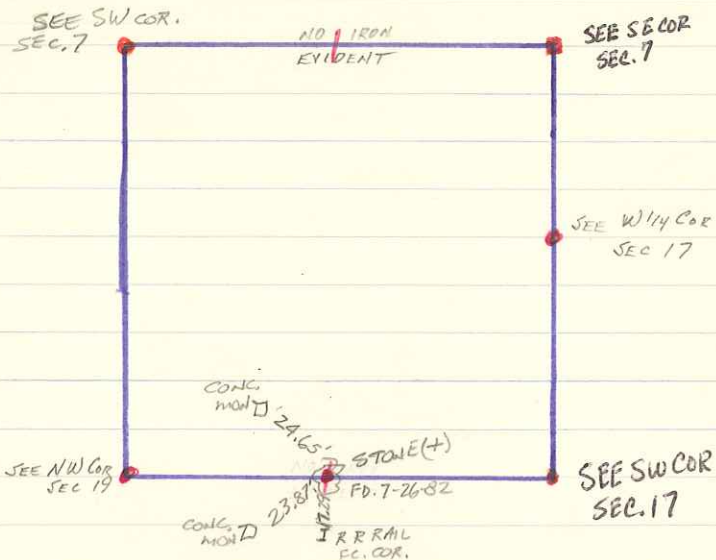 SEE SW COR.
SEC. 7
NO IRON
EVIDENT
SEE SE COR
SEC. 7
SEE W 1/4 COR
SEC 17
CONC.
MON
24.65'
STONE (+)
SEE NW COR
SEC 19
FD. 7-26-82
SEE SW COR
SEC. 17
23.87'
CONC.
MON
R R RAIL
FC. COR.